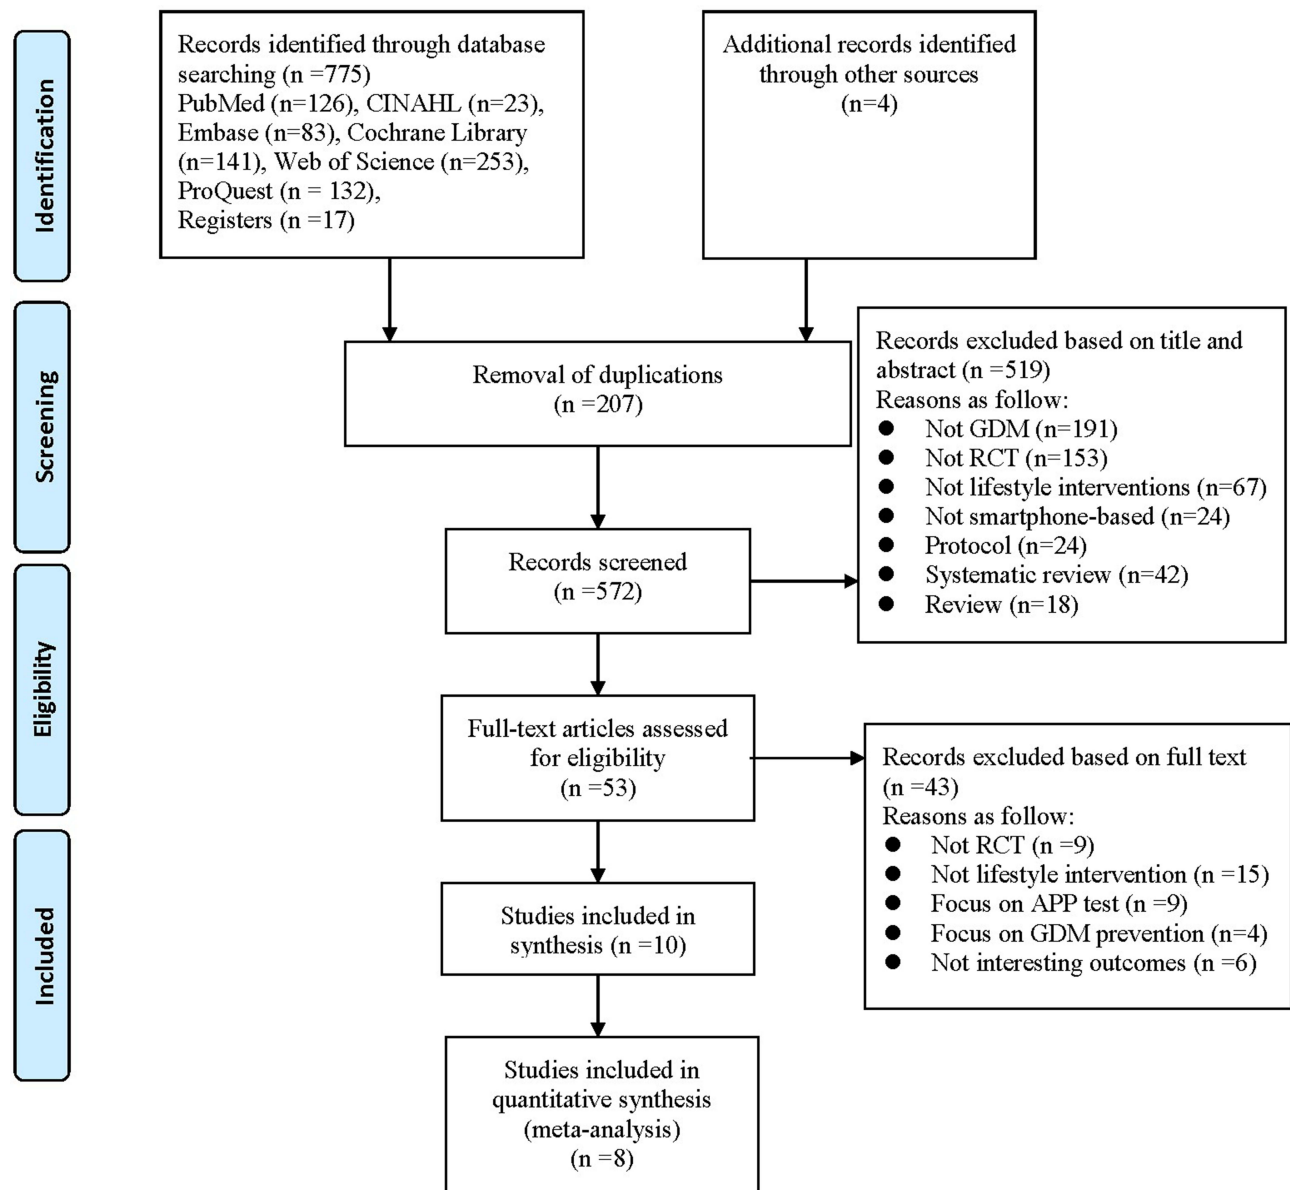 Identification
Records identified through database
searching (n =775)
PubMed (n=126), CINAHL (n=23),
Embase (n=83), Cochrane Library
(n=141), Web of Science (n=253),
ProQuest (n = 132),
Registers (n =17)
Additional records identified
through other sources
(n=4)
Screening
Removal of duplications
(n =207)
Records excluded based on title and
abstract (n =519)
Reasons as follow:
● Not GDM (n=191)
● Not RCT (n=153)
● Not lifestyle interventions (n=67)
● Not smartphone-based (n=24)
● Protocol (n=24)
● Systematic review (n=42)
● Review (n=18)
Records screened
(n =572)
Eligibility
Full-text articles assessed
for eligibility
(n =53)
Records excluded based on full text
(n =43)
Reasons as follow:
● Not RCT (n =9)
● Not lifestyle intervention (n =15)
● Focus on APP test (n =9)
● Focus on GDM prevention (n=4)
● Not interesting outcomes (n =6)
Included
Studies included in
synthesis (n =10)
Studies included in
quantitative synthesis
(meta-analysis)
(n =8)